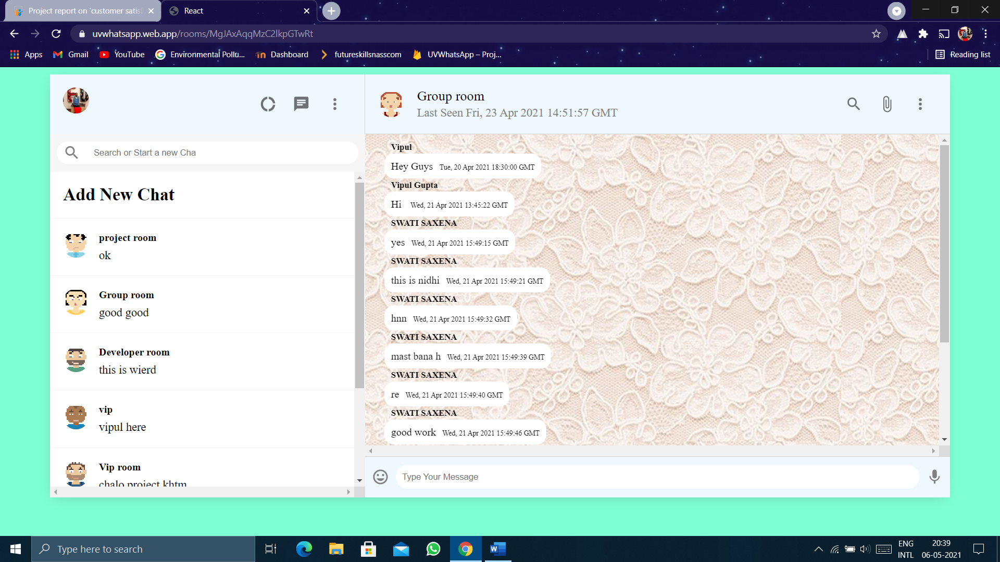 Project report on 'customer satis
React
uvwhatsapp.web.app/rooms/MgJAxAqqMzC2lkpGTwRt
Apps
Gmail
YouTube
Environmental Pollu...
Dashboard
futureskillsnasscom
UVWhatsApp – Proj...
Reading list
Group room
Last Seen Fri, 23 Apr 2021 14:51:57 GMT
Search or Start a new Cha
Add New Chat
project room
ok
Group room
good good
Developer room
this is wierd
vip
vipul here
Vip room
chalo project khtm
Vipul
Hey Guys Tue, 20 Apr 2021 18:30:00 GMT
Vipul Gupta
Hi Wed, 21 Apr 2021 13:45:22 GMT
SWATI SAXENA
yes Wed, 21 Apr 2021 15:49:15 GMT
SWATI SAXENA
this is nidhi Wed, 21 Apr 2021 15:49:21 GMT
SWATI SAXENA
hnn Wed, 21 Apr 2021 15:49:32 GMT
SWATI SAXENA
mast bana h Wed, 21 Apr 2021 15:49:39 GMT
SWATI SAXENA
re Wed, 21 Apr 2021 15:49:40 GMT
SWATI SAXENA
good work Wed, 21 Apr 2021 15:49:46 GMT
Type Your Message
Type here to search
ENG
INTL
20:39
06-05-2021